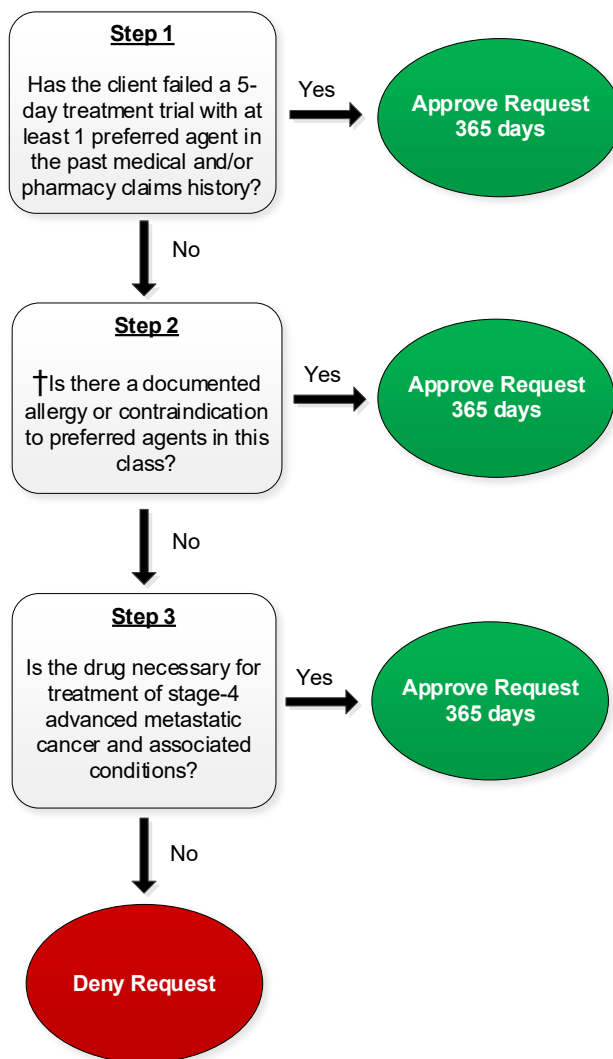 Step 1
Has the client failed a 5-
day treatment trial with at
least 1 preferred agent in
the past medical and/or
pharmacy claims history?
Yes
Approve Request
365 days
No
Step 2
†Is there a documented
allergy or contraindication
to preferred agents in this
class?
Yes
Approve Request
365 days
No
Step 3
Is the drug necessary for
treatment of stage-4
advanced metastatic
cancer and associated
conditions?
Yes
Approve Request
365 days
No
Deny Request